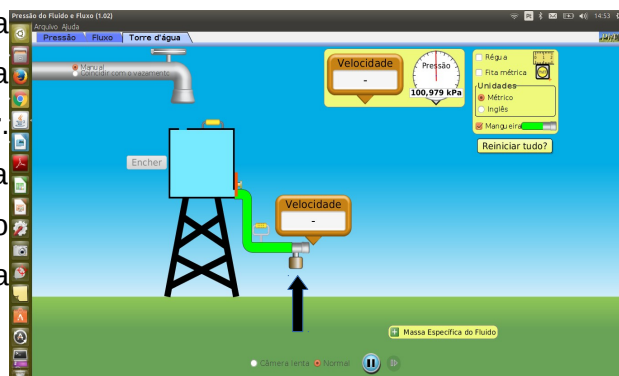 Pressão do Fluido e Fluxo (1.02)
Pt 14:53
Arquivo Ajuda
Pressão Fluxo Torre d'água
Manual
Coincidir com o vazamento
Velocidade
-
Pressão
100,979 kPa
Régua
Fita métrica
Unidades
Métrico
Inglês
Mangueira
Reiniciar tudo?
Encher
Velocidade
-
Massa Específica do Fluido
Câmera lenta Normal
a
a
r.
a
o
a